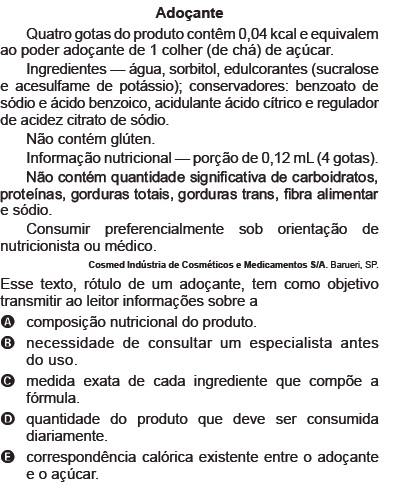 Adoçante
Quatro gotas do produto contêm 0,04 kcal e equivalem
ao poder adoçante de 1 colher (de chá) de açúcar.
Ingredientes — água, sorbitol, edulcorantes (sucralose
e acesulfame de potássio); conservadores: benzoato de
sódio e ácido benzoico, acidulante ácido cítrico e regulador
de acidez citrato de sódio.
Não contém glúten.
Informação nutricional — porção de 0,12 mL (4 gotas).
Não contém quantidade significativa de carboidratos,
proteínas, gorduras totais, gorduras trans, fibra alimentar
e sódio.
Consumir preferencialmente sob orientação de
nutricionista ou médico.
Cosmed Indústria de Cosméticos e Medicamentos S/A. Barueri, SP.
Esse texto, rótulo de um adoçante, tem como objetivo
transmitir ao leitor informações sobre a
A composição nutricional do produto.
B necessidade de consultar um especialista antes
do uso.
C medida exata de cada ingrediente que compõe a
fórmula.
D quantidade do produto que deve ser consumida
diariamente.
E correspondência calórica existente entre o adoçante
e o açúcar.